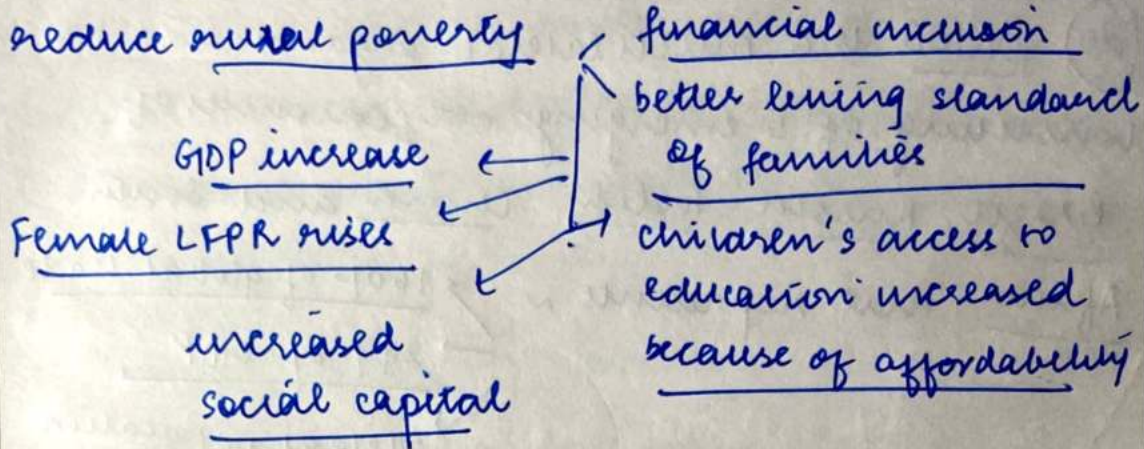 reduce rural poverty
financial inclusion
better living standard
of families
GDP increase
Female LFPR rises
children's access to
education increased
because of affordability
increased
social capital